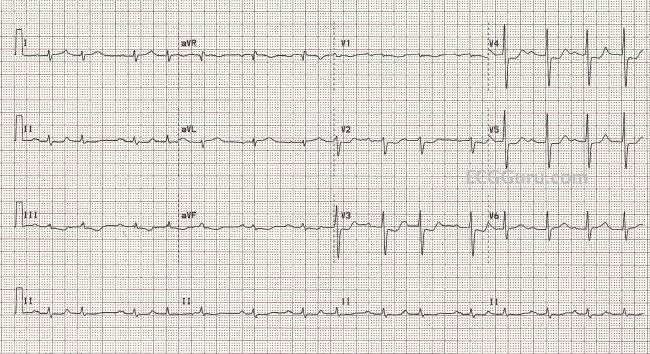 I aVR V1 V4
II aVL V2 V5
ECGGuru.com
III aVF V3 V6
II II II II